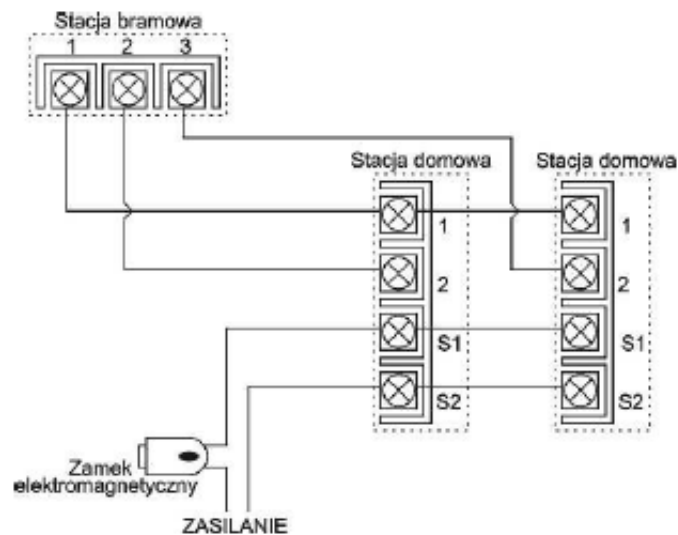 Stacja bramowa
1 2 3
Stacja domowa Stacja domowa
1 1
2 2
S1 S1
S2 S2
Zamek
elektromagnetyczny
ZASILANIE